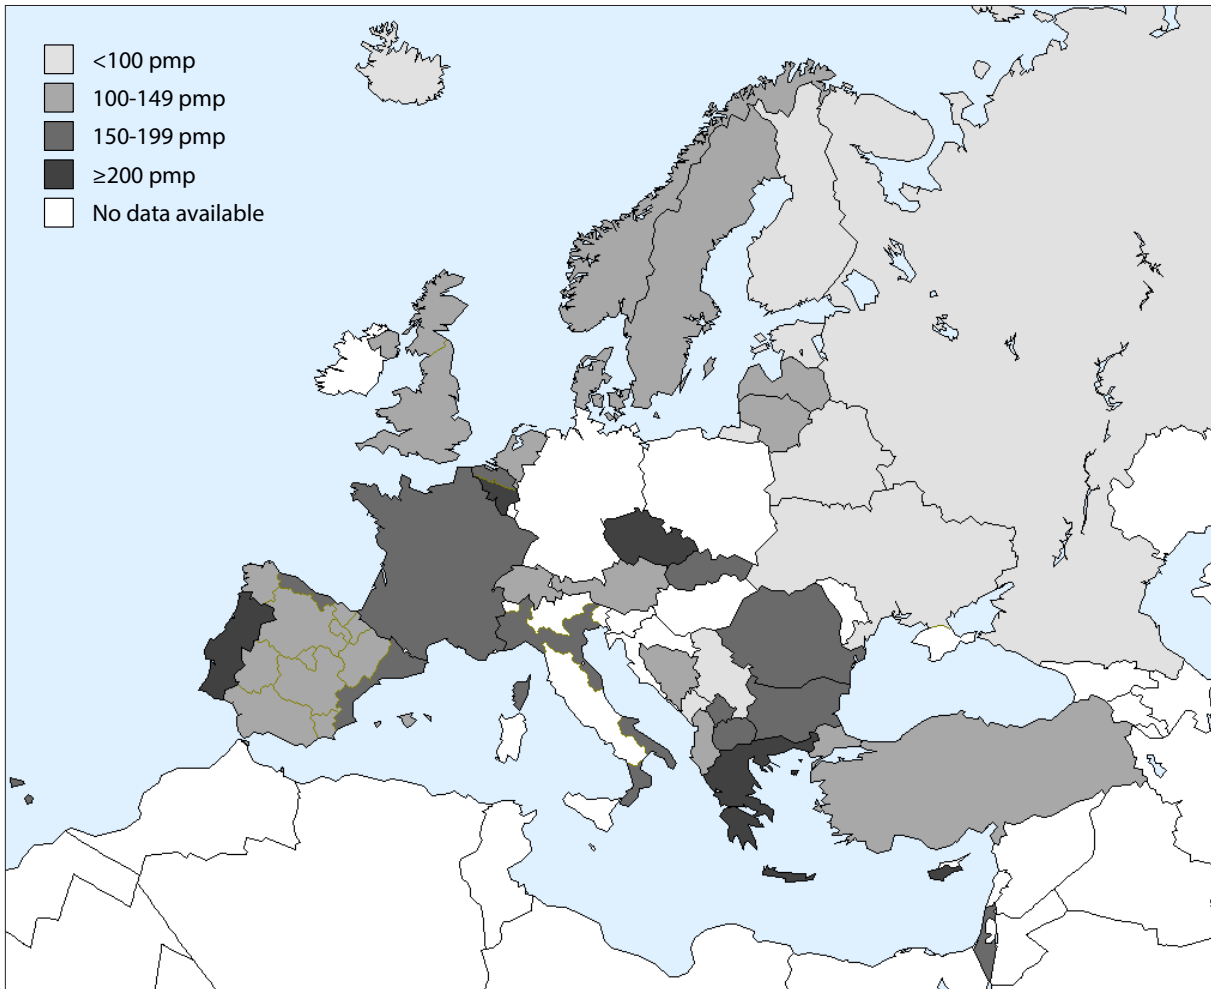 <100 pmp
100-149 pmp
150-199 pmp
≥200 pmp
No data available